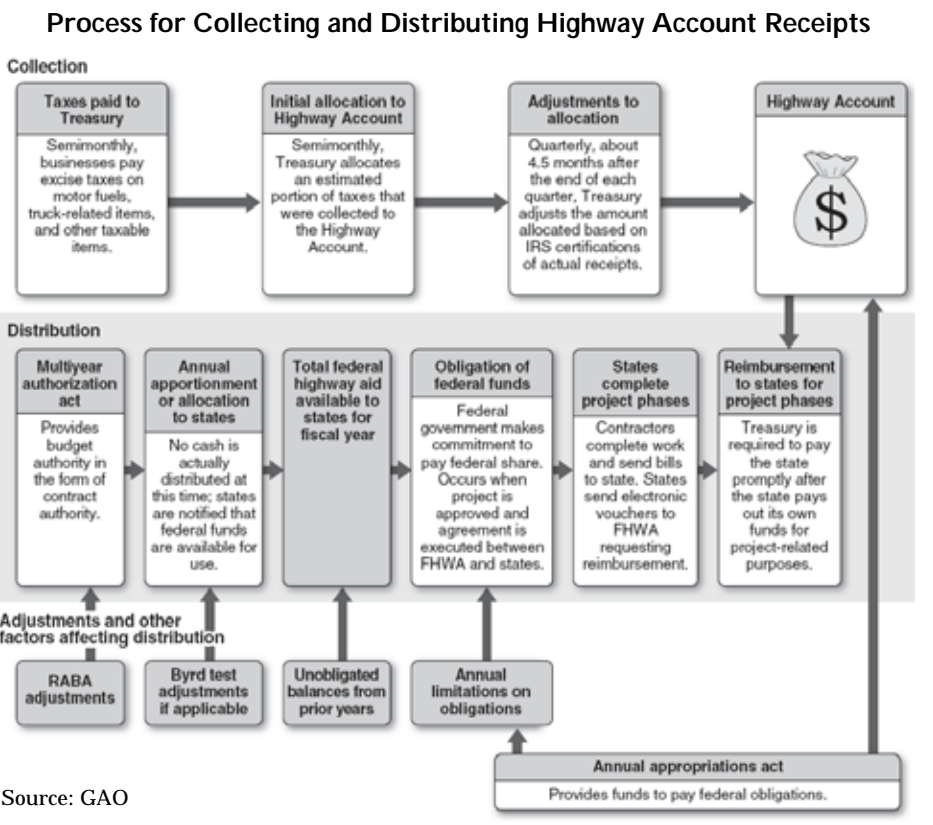 Process for Collecting and Distributing Highway Account Receipts
Collection
Taxes paid to
Treasury
Semimonthly,
businesses pay
excise taxes on
motor fuels,
truck-related items,
and other taxable
items.
Initial allocation to
Highway Account
Semimonthly,
Treasury allocates
an estimated
portion of taxes that
were collected to
the Highway
Account.
Adjustments to
allocation
Quarterly, about
4.5 months after
the end of each
quarter, Treasury
adjusts the amount
allocated based on
IRS certifications
of actual receipts.
Highway Account
$
Distribution
Multiyear
authorization
act
Provides
budget
authority in
the form of
contract
authority.
Annual
apportionment
or allocation
to states
No cash is
actually
distributed at
this time; states
are notified that
federal funds
are available for
use.
Total federal
highway aid
available to
states for
fiscal year
Obligation of
federal funds
Federal
government makes
commitment to
pay federal share.
Occurs when
project is
approved and
agreement is
executed between
FHWA and states.
States
complete
project phases
Contractors
complete work
and send bills
to state. States
send electronic
vouchers to
FHWA
requesting
reimbursement.
Reimbursement
to states for
project phases
Treasury is
required to pay
the state
promptly after
the state pays
out its own
funds for
project-related
purposes.
Adjustments and other
factors affecting distribution
RABA
adjustments
Byrd test
adjustments
if applicable
Unobligated
balances from
prior years
Annual
limitations on
obligations
Annual appropriations act
Provides funds to pay federal obligations.
Source: GAO